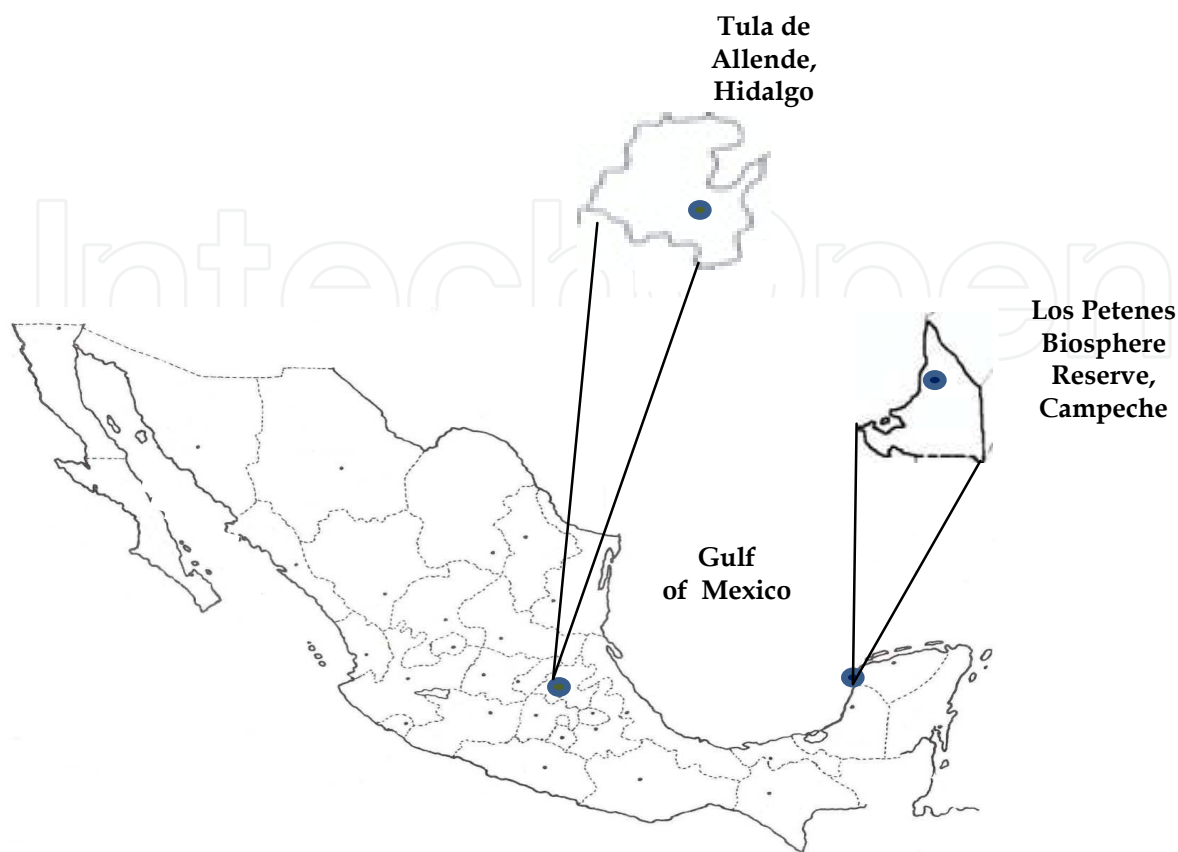 Tula de
Allende,
Hidalgo
IntechOpen
Los Petenes
Biosphere
Reserve,
Campeche
Gulf
of Mexico